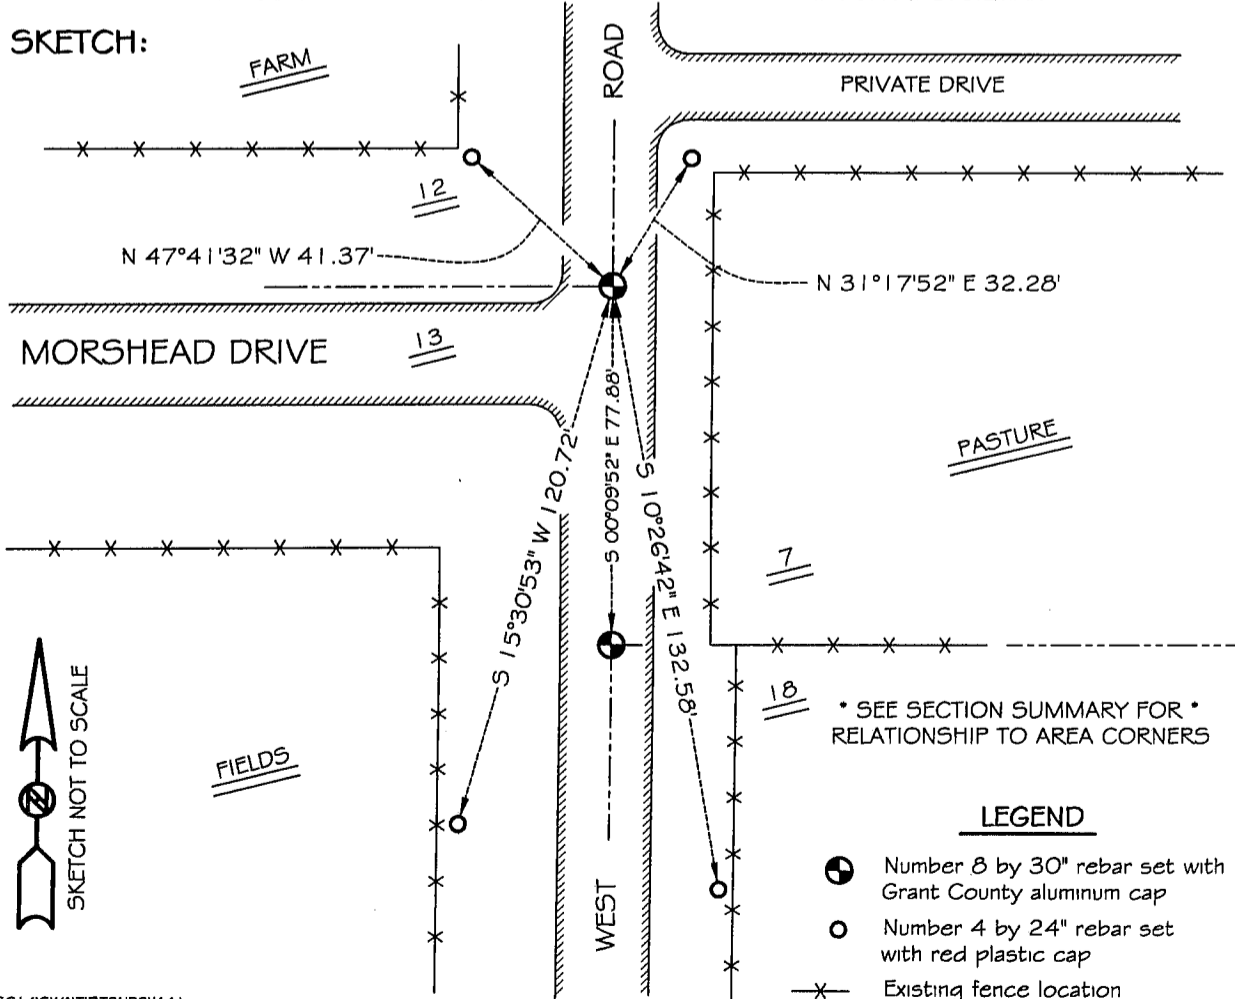 SKETCH:
FARM
ROAD
PRIVATE DRIVE
12
N 47°41'32" W 41.37'
N 31°17'52" E 32.28'
MORSHEAD DRIVE
13
S 15°30'53" W 120.72'
S 00°09'52" E 77.88'
S 10°26'42" E 132.58'
PASTURE
7
18
FIELDS
SKETCH NOT TO SCALE
N
WEST
* SEE SECTION SUMMARY FOR *
RELATIONSHIP TO AREA CORNERS
LEGEND
Number 8 by 30" rebar set with
Grant County aluminum cap
Number 4 by 24" rebar set
with red plastic cap
Existing fence location